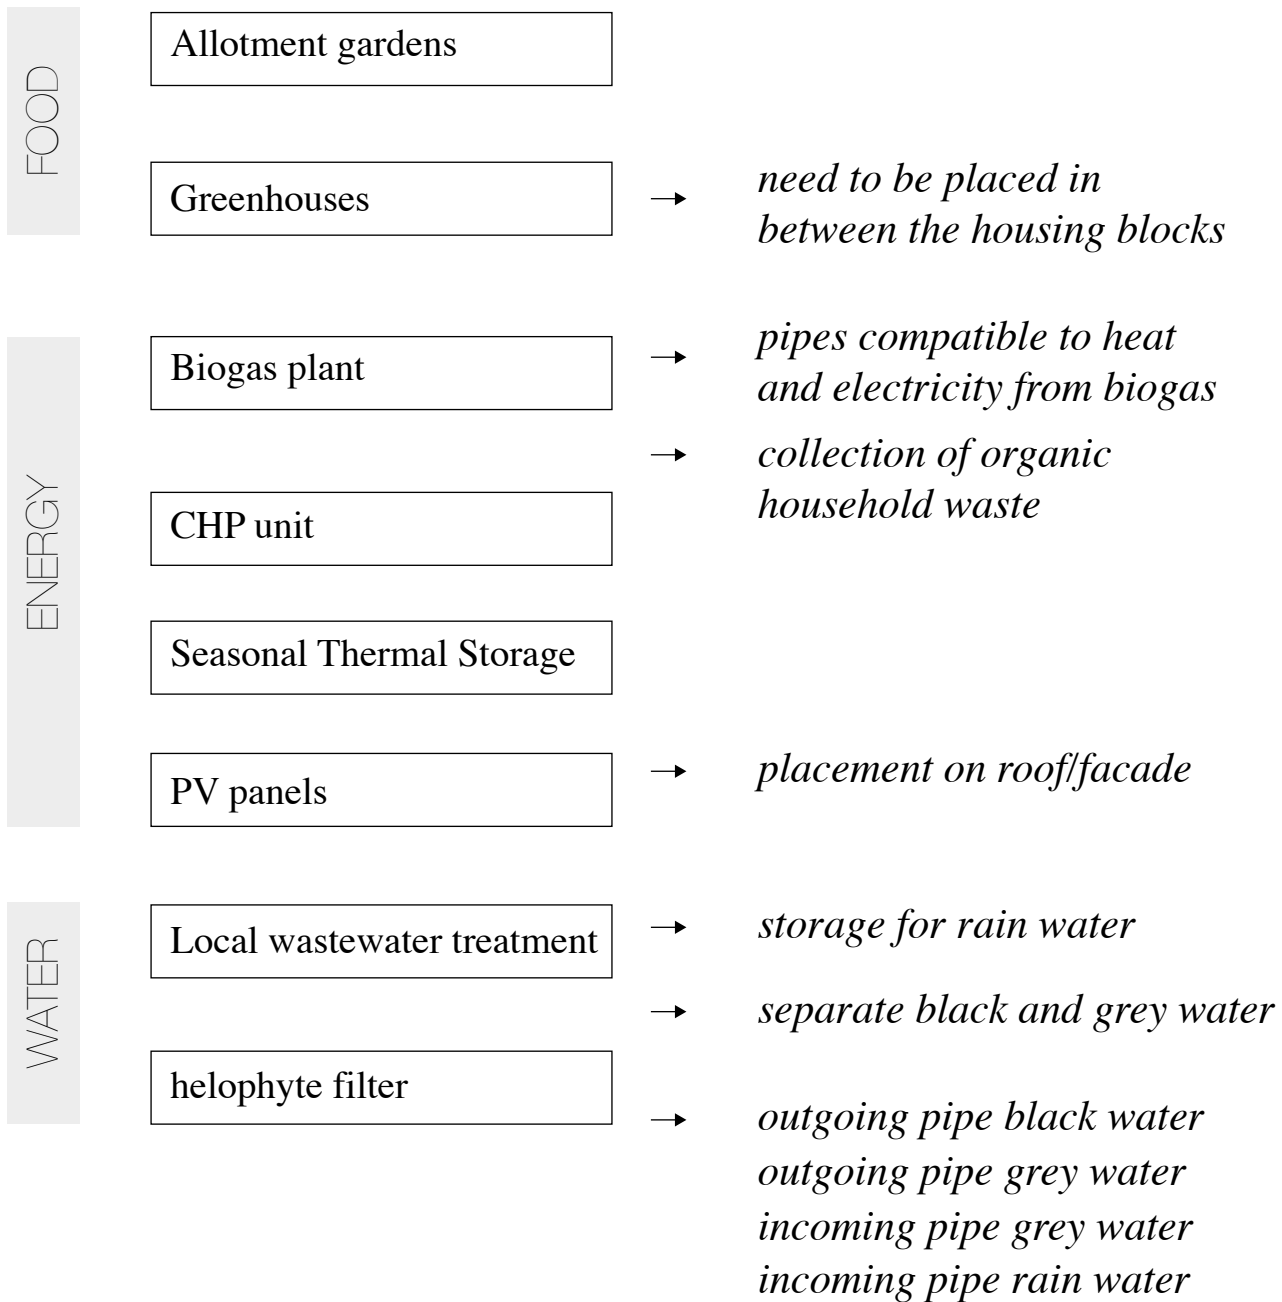 FOOD
Allotment gardens
Greenhouses
need to be placed in
between the housing blocks
ENERGY
Biogas plant
pipes compatible to heat
and electricity from biogas
collection of organic
household waste
CHP unit
Seasonal Thermal Storage
PV panels
placement on roof/facade
WATER
Local wastewater treatment
storage for rain water
separate black and grey water
helophyte filter
outgoing pipe black water
outgoing pipe grey water
incoming pipe grey water
incoming pipe rain water